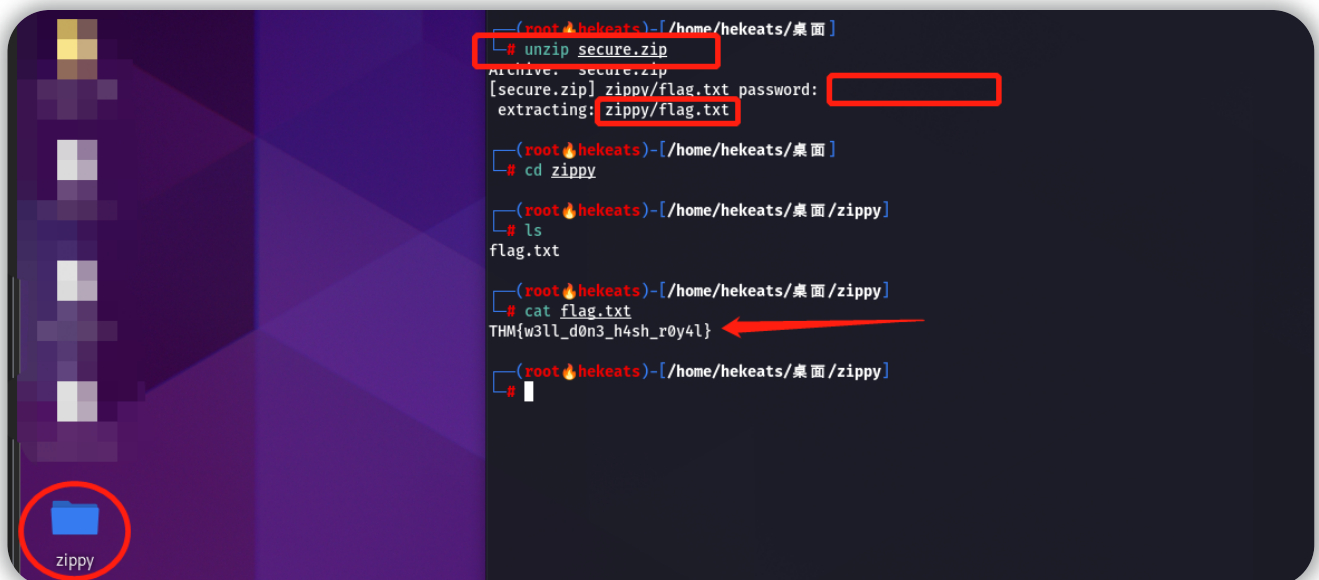 ┌──(root🔥hekeats)-[/home/hekeats/桌面]
└─# unzip secure.zip
Archive:  secure.zip
[secure.zip] zippy/flag.txt password:
 extracting: zippy/flag.txt
┌──(root🔥hekeats)-[/home/hekeats/桌面]
└─# cd zippy
┌──(root🔥hekeats)-[/home/hekeats/桌面/zippy]
└─# ls
flag.txt
┌──(root🔥hekeats)-[/home/hekeats/桌面/zippy]
└─# cat flag.txt
THM{w3ll_d0n3_h4sh_r0y4l}
┌──(root🔥hekeats)-[/home/hekeats/桌面/zippy]
└─#
zippy